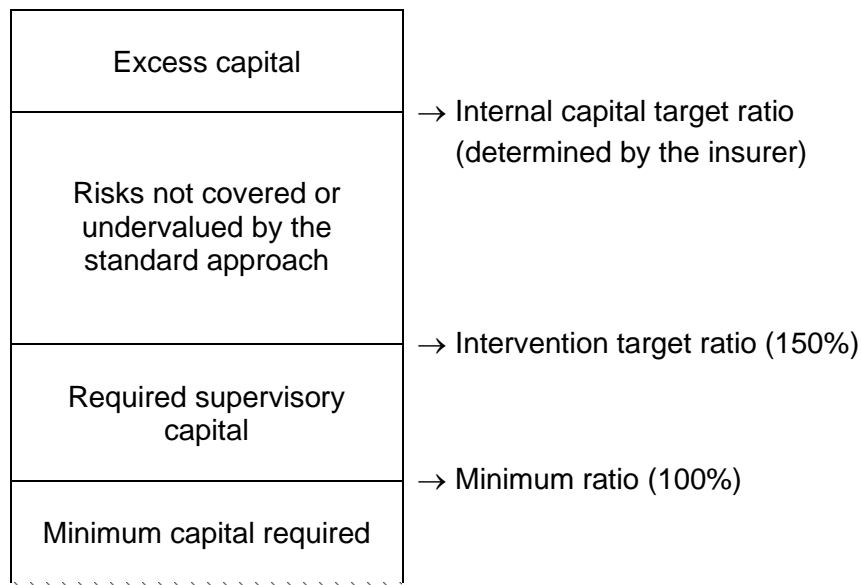 Excess capital
→ Internal capital target ratio
(determined by the insurer)
Risks not covered or
undervalued by the
standard approach
→ Intervention target ratio (150%)
Required supervisory
capital
→ Minimum ratio (100%)
Minimum capital required